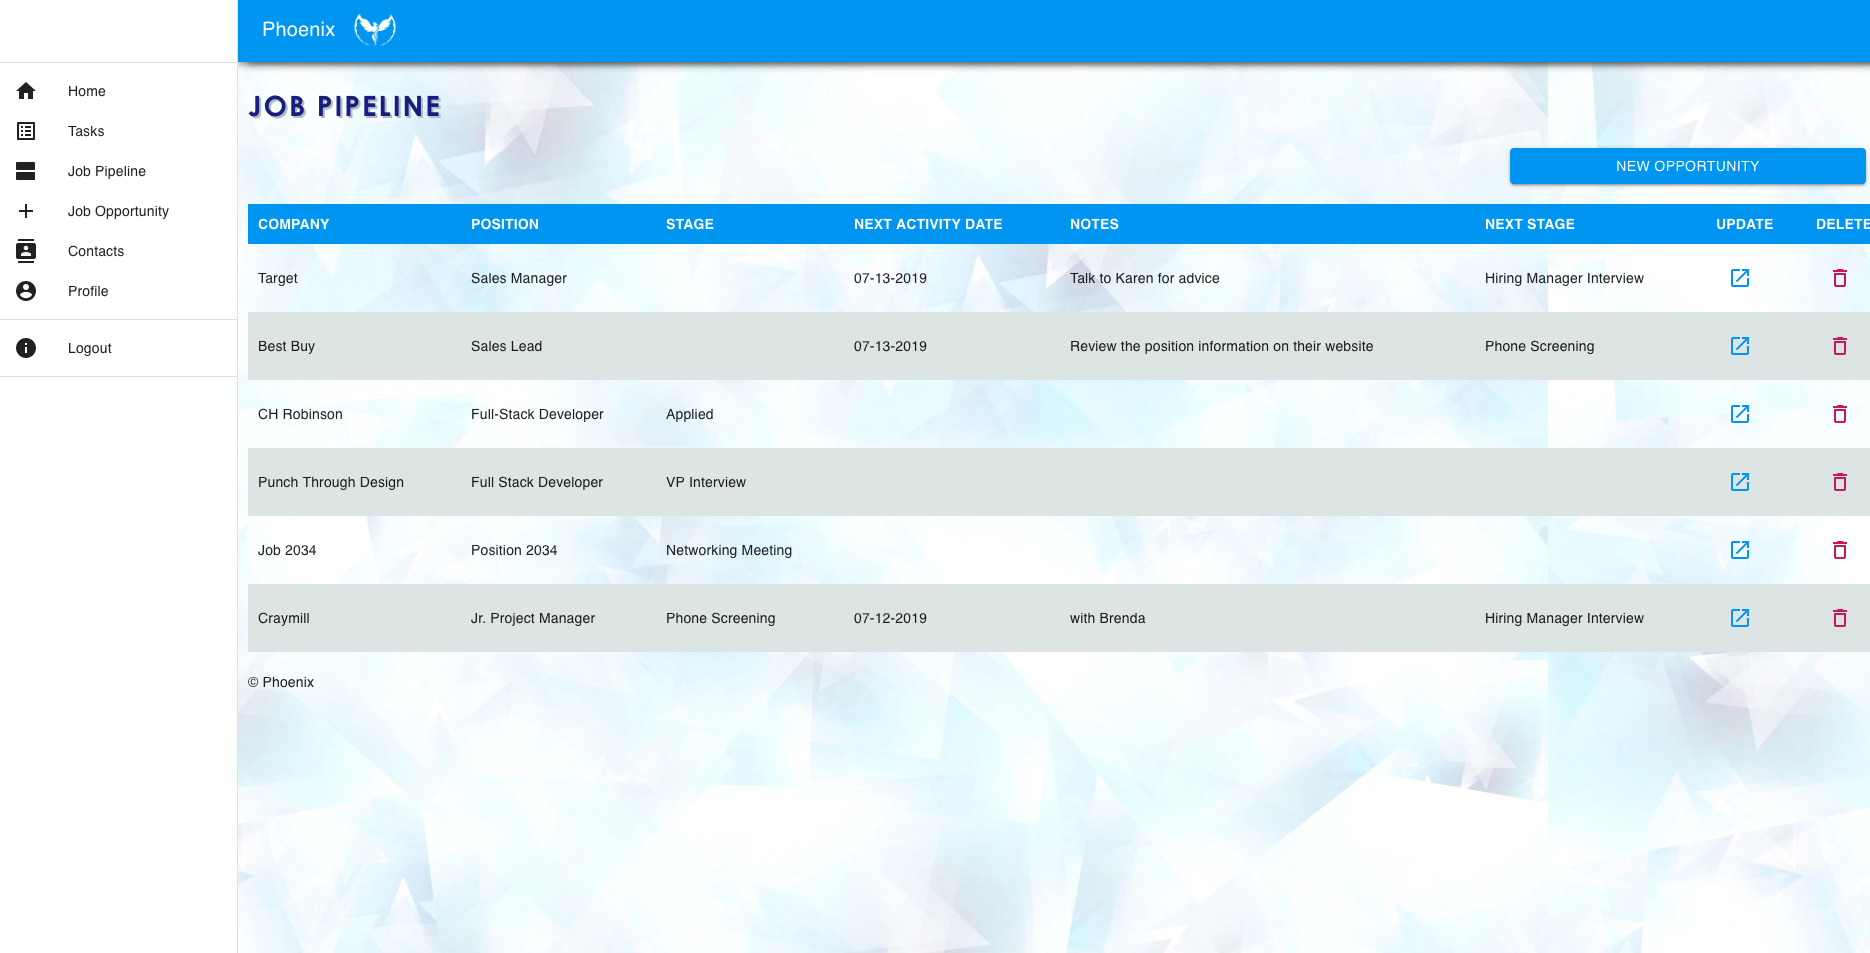 Phoenix
Home
Tasks
Job Pipeline
Job Opportunity
Contacts
Profile
Logout
JOB PIPELINE
NEW OPPORTUNITY
COMPANY POSITION STAGE NEXT ACTIVITY DATE NOTES NEXT STAGE UPDATE DELETE
Target Sales Manager 07-13-2019 Talk to Karen for advice Hiring Manager Interview
Best Buy Sales Lead 07-13-2019 Review the position information on their website Phone Screening
CH Robinson Full-Stack Developer Applied
Punch Through Design Full Stack Developer VP Interview
Job 2034 Position 2034 Networking Meeting
Craymill Jr. Project Manager Phone Screening 07-12-2019 with Brenda Hiring Manager Interview
© Phoenix